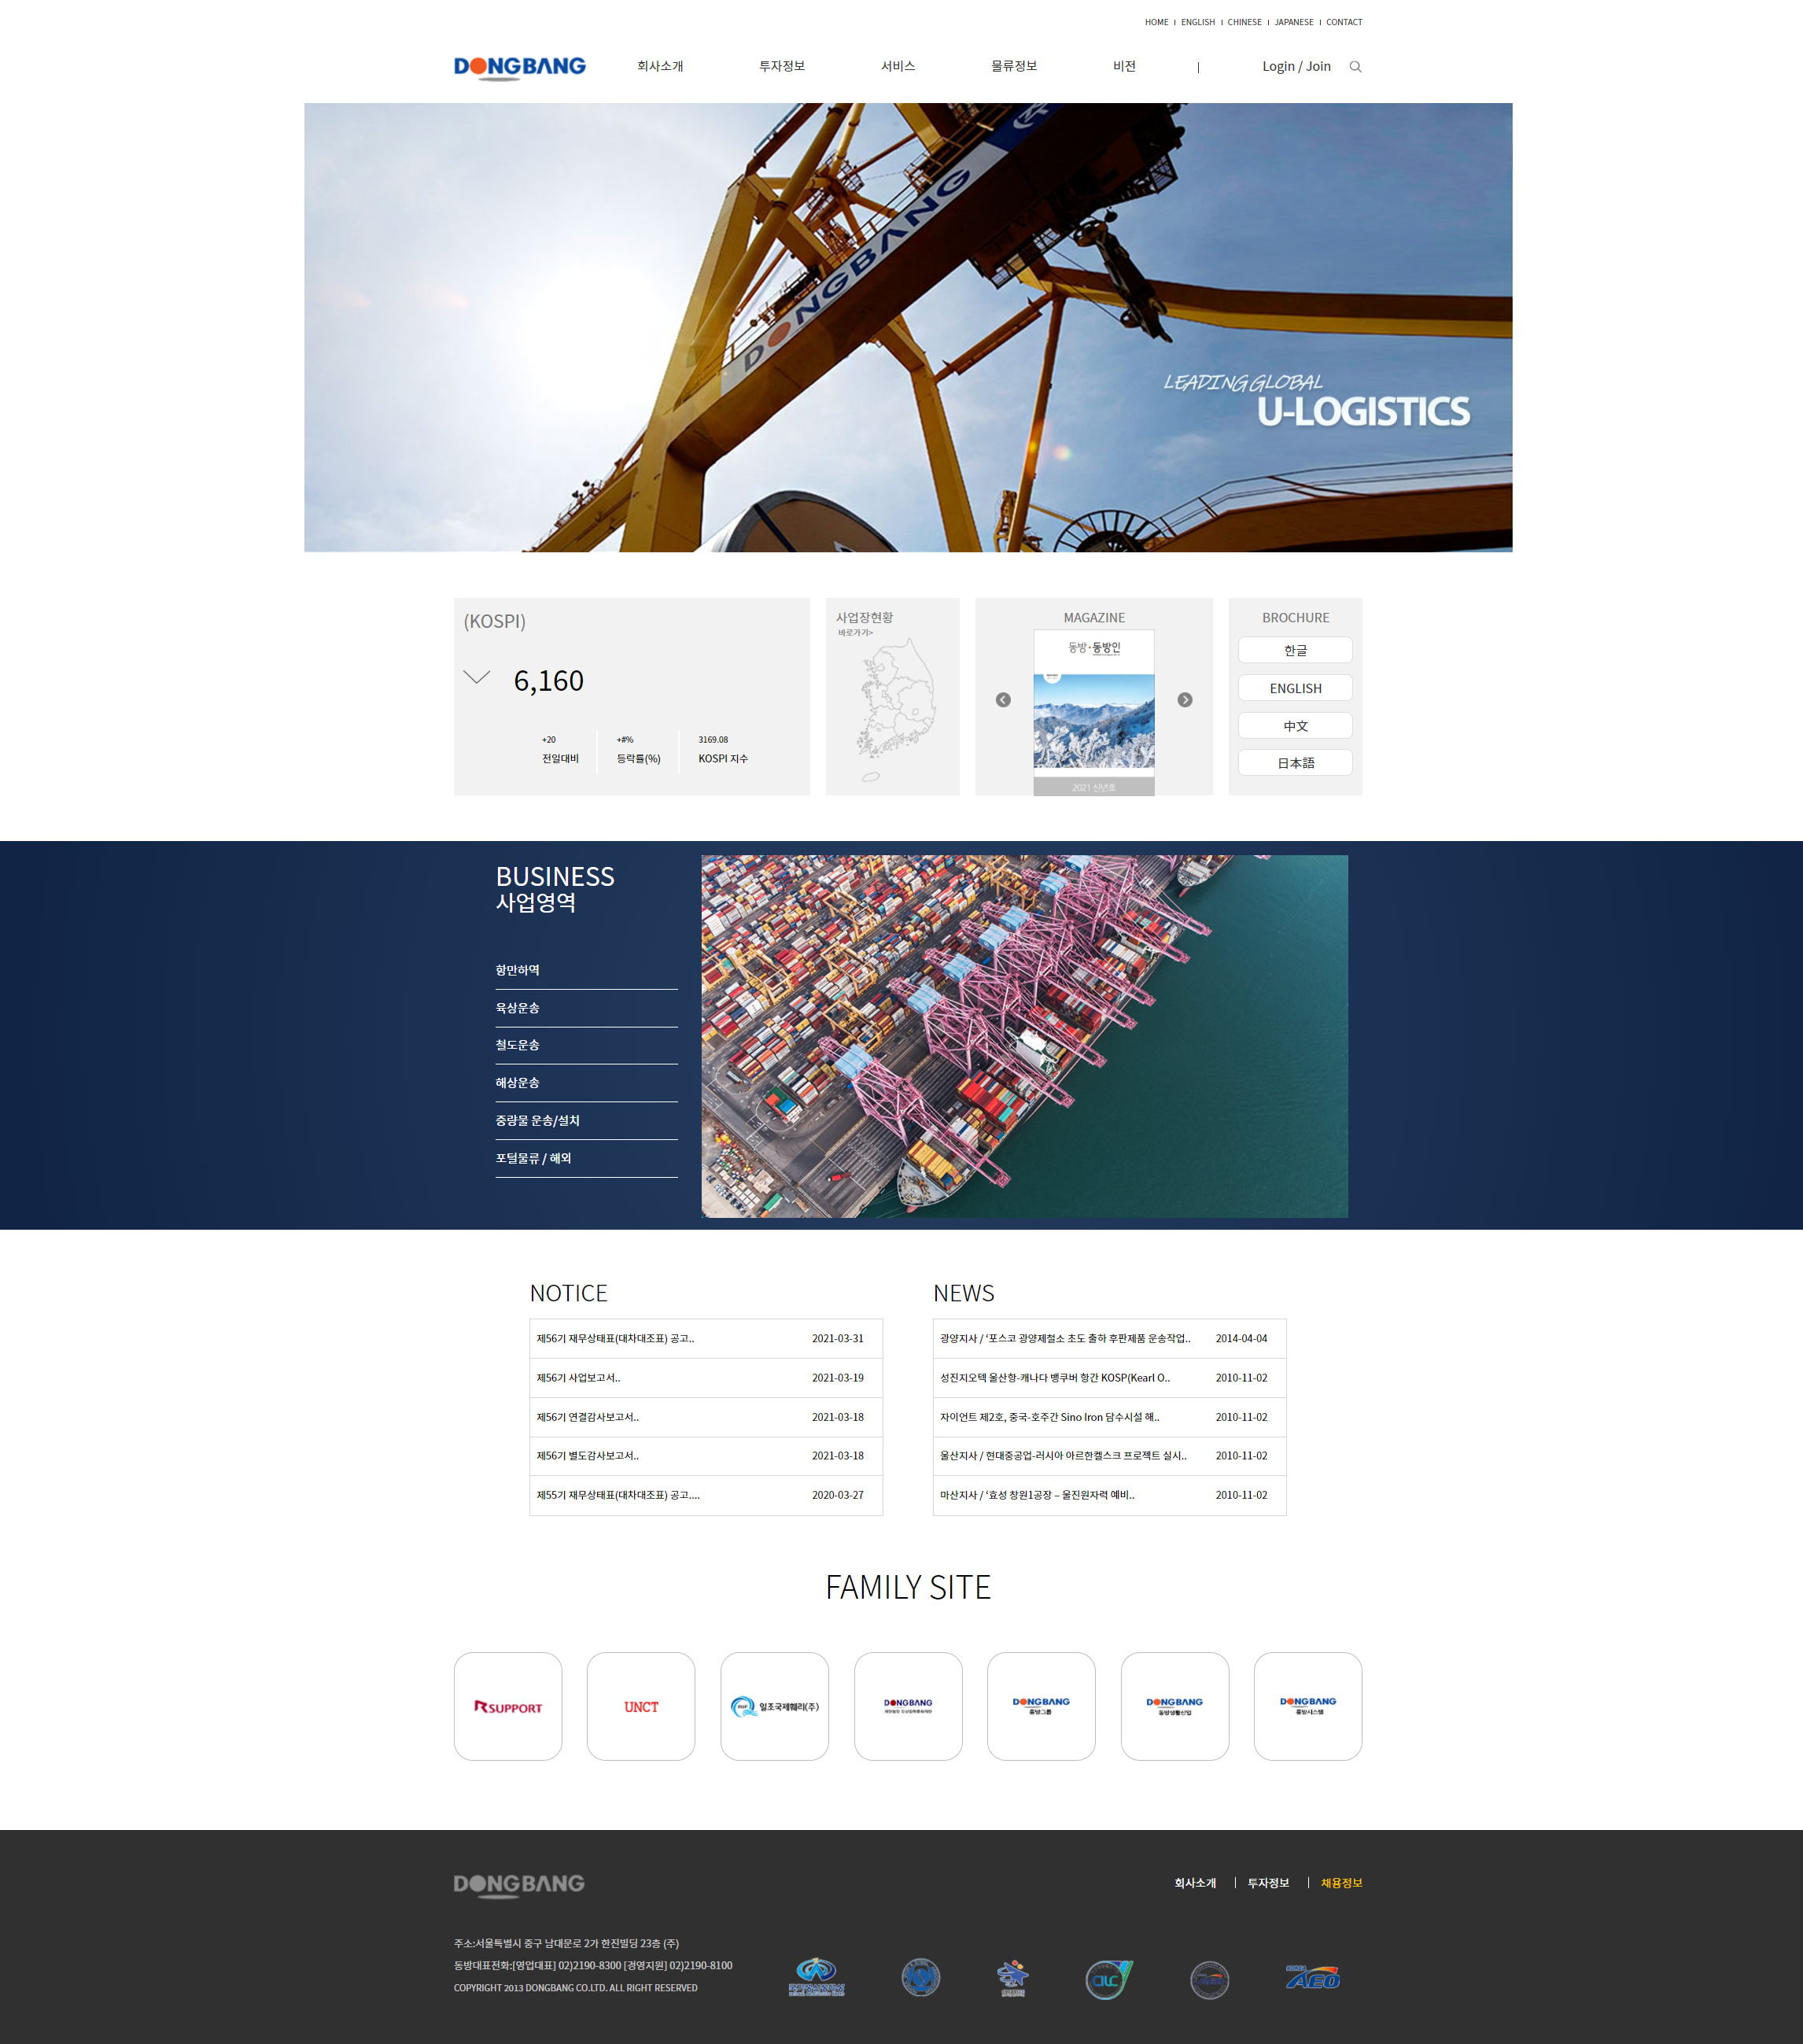 HOME
ENGLISH
CHINESE
JAPANESE
CONTACT
DONGBANG
회사소개
투자정보
서비스
물류정보
비전
Login / Join
DONGBANG
LEADING GLOBAL
U-LOGISTICS
(KOSPI)
6,160
+20
전일대비
+#%
등락률(%)
3169.08
KOSPI 지수
사업장현황
바로가기>
MAGAZINE
동방·동방인
2021 신년호
BROCHURE
한글
ENGLISH
中文
日本語
BUSINESS
사업영역
항만하역
육상운송
철도운송
해상운송
중량물 운송/설치
포털물류 / 해외
NOTICE
제56기 재무상태표(대차대조표) 공고.. 2021-03-31
제56기 사업보고서.. 2021-03-19
제56기 연결감사보고서.. 2021-03-18
제56기 별도감사보고서.. 2021-03-18
제55기 재무상태표(대차대조표) 공고.... 2020-03-27
NEWS
광양지사 / ‘포스코 광양제철소 초도 출하 후판제품 운송작업.. 2014-04-04
성진지오텍 울산항-캐나다 뱅쿠버 항간 KOSP(Kearl O.. 2010-11-02
자이언트 제2호, 중국-호주간 Sino Iron 담수시설 해.. 2010-11-02
울산지사 / 현대중공업-러시아 아르한켈스크 프로젝트 실시.. 2010-11-02
마산지사 / ‘효성 창원1공장 – 울진원자력 예비.. 2010-11-02
FAMILY SITE
RSUPPORT
UNCT
일조국제훼리(주)
DONGBANG
DONGBANG
동방그룹
DONGBANG
동방생활산업
DONGBANG
동방시스템
DONGBANG
회사소개
투자정보
채용정보
주소:서울특별시 중구 남대문로 2가 한진빌딩 23층 (주)
동방대표전화:[영업대표] 02)2190-8300 [경영지원] 02)2190-8100
COPYRIGHT 2013 DONGBANG CO.LTD. ALL RIGHT RESERVED
CILC
KOREA
AEO